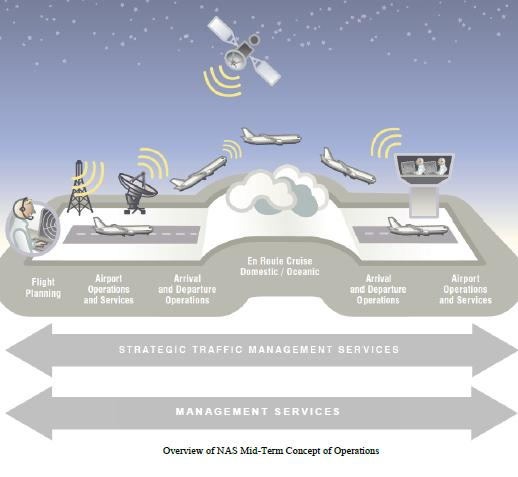 Flight
Planning
Airport
Operations
and Services
Arrival
and Departure
Operations
En Route Cruise
Domestic / Oceanic
Arrival
and Departure
Operations
Airport
Operations
and Services
STRATEGIC TRAFFIC MANAGEMENT SERVICES
MANAGEMENT SERVICES
Overview of NAS Mid-Term Concept of Operations